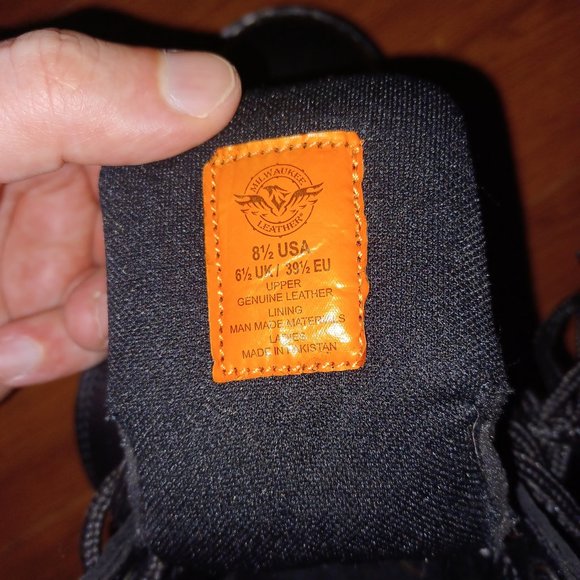 MILWAUKEE
LEATHER®
8½ USA
6½ UK / 39½ EU
UPPER
GENUINE LEATHER
LINING
MAN MADE MATERIALS
LADIES
MADE IN PAKISTAN